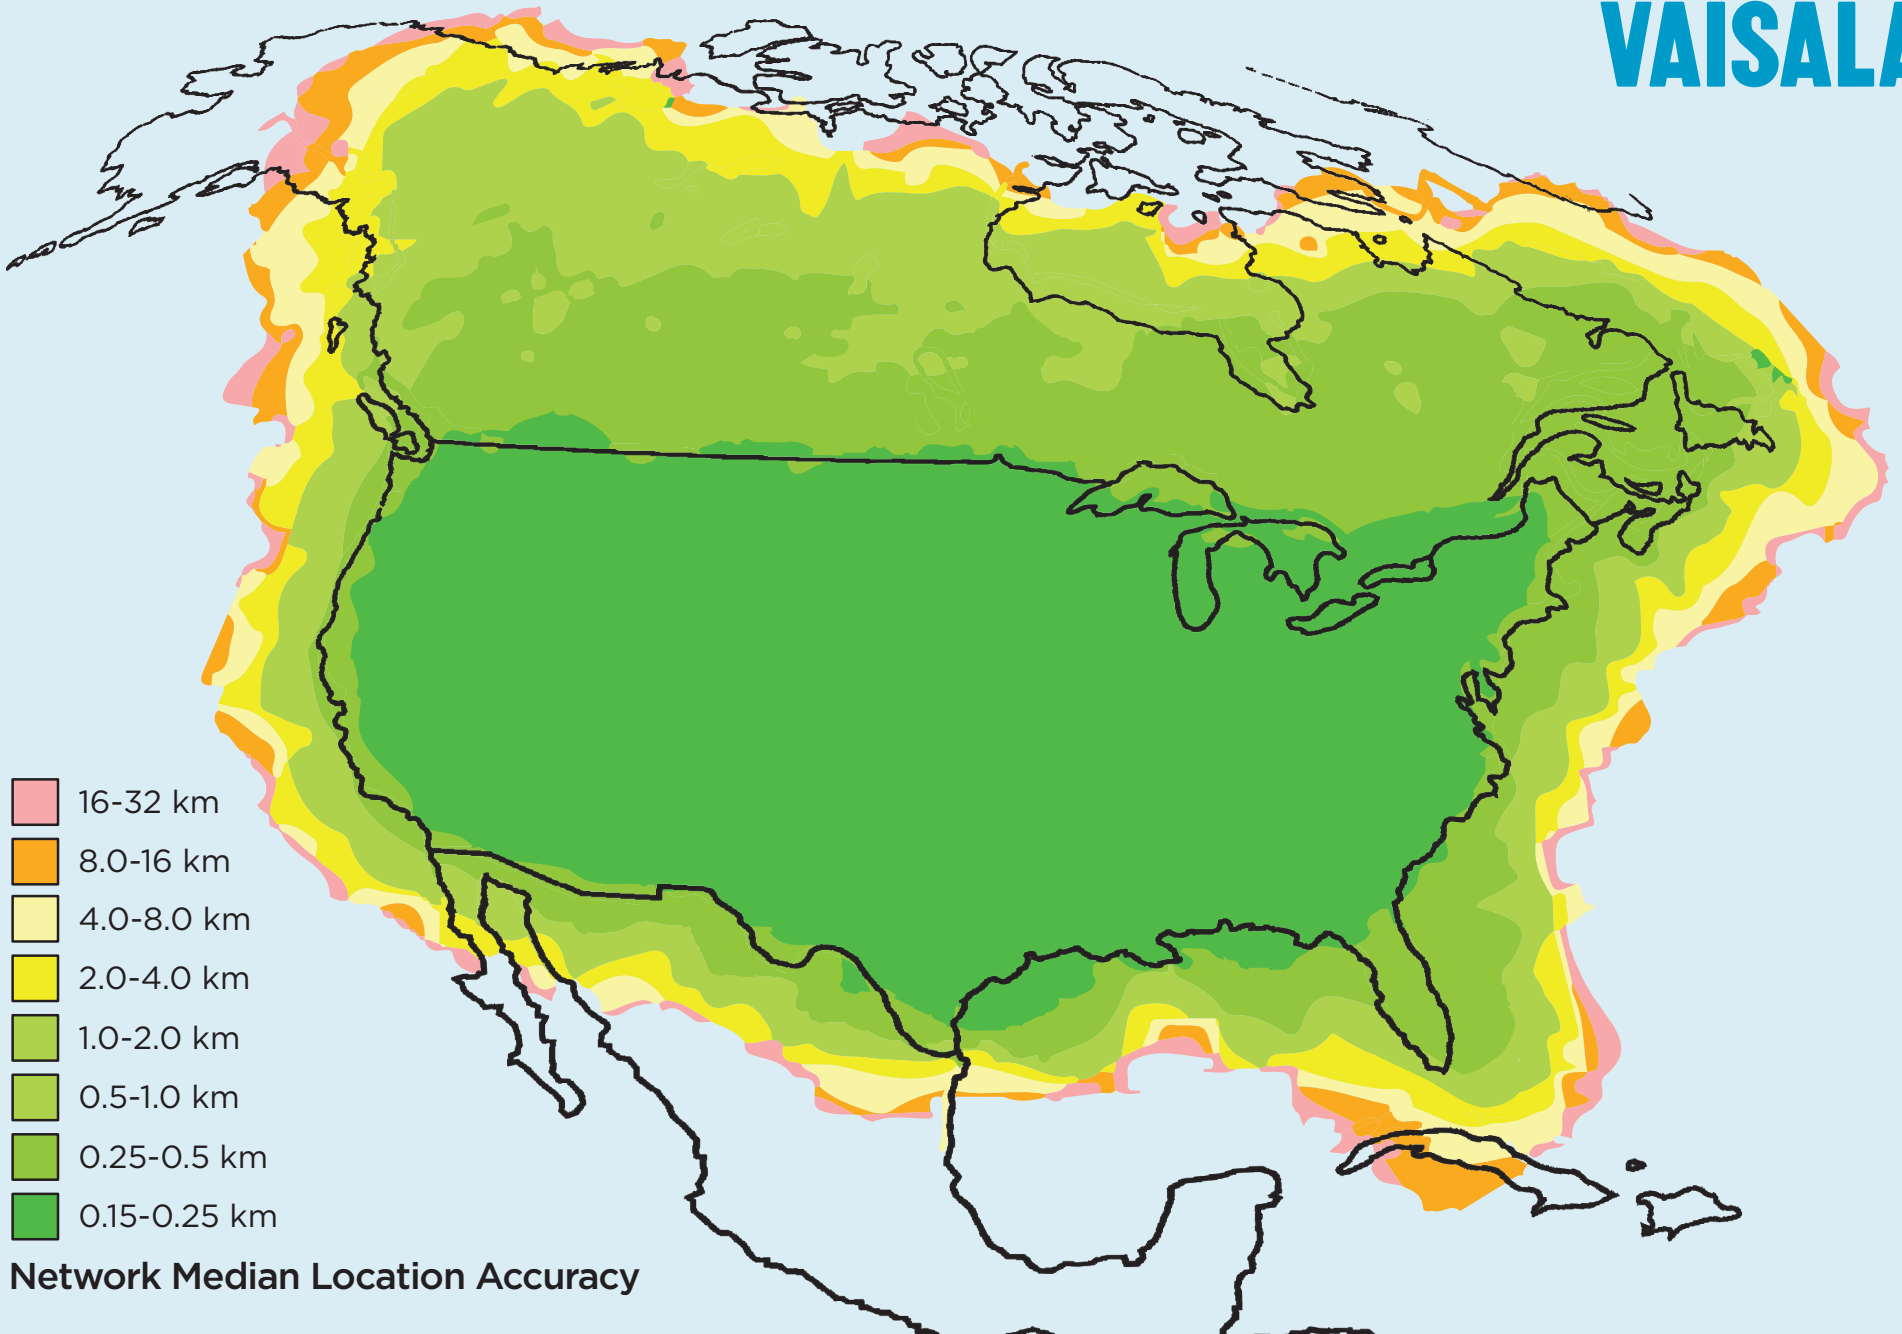 VAISALA
16-32 km
8.0-16 km
4.0-8.0 km
2.0-4.0 km
1.0-2.0 km
0.5-1.0 km
0.25-0.5 km
0.15-0.25 km
Network Median Location Accuracy